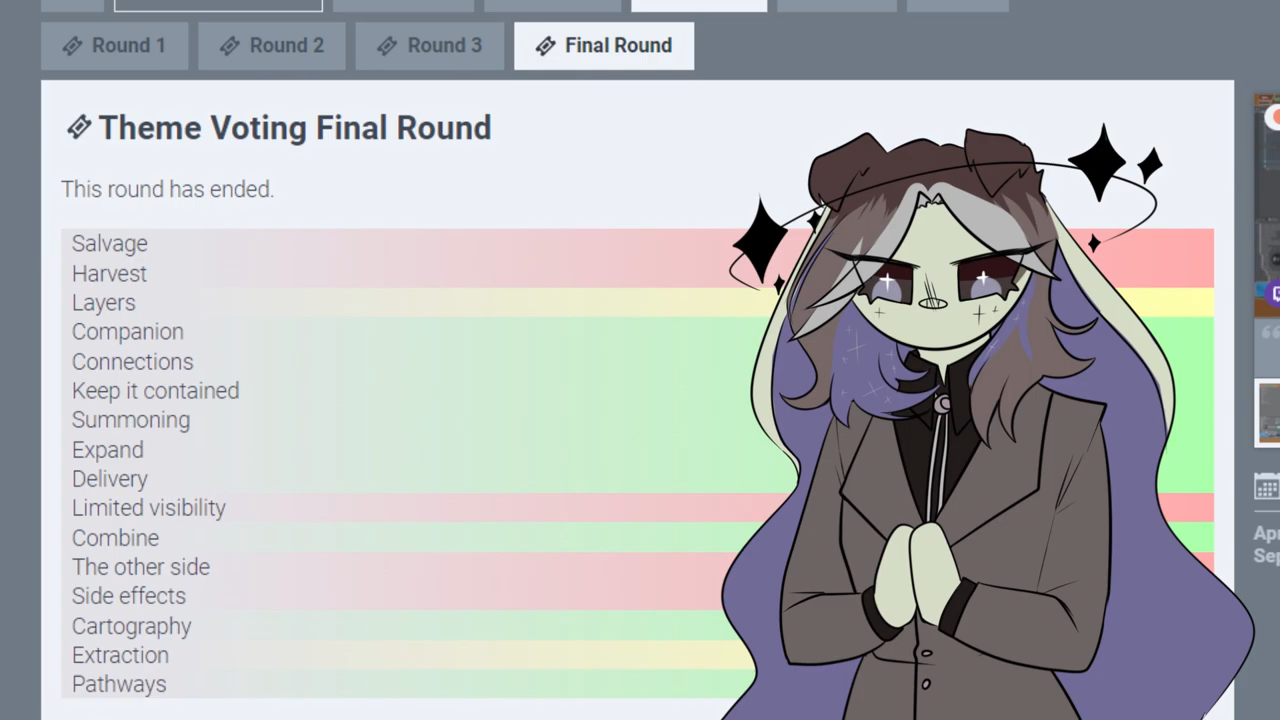 Round 1
Round 2
Round 3
Final Round
Theme Voting Final Round
This round has ended.
Salvage
Harvest
Layers
Companion
Connections
Keep it contained
Summoning
Expand
Delivery
Limited visibility
Combine
The other side
Side effects
Cartography
Extraction
Pathways